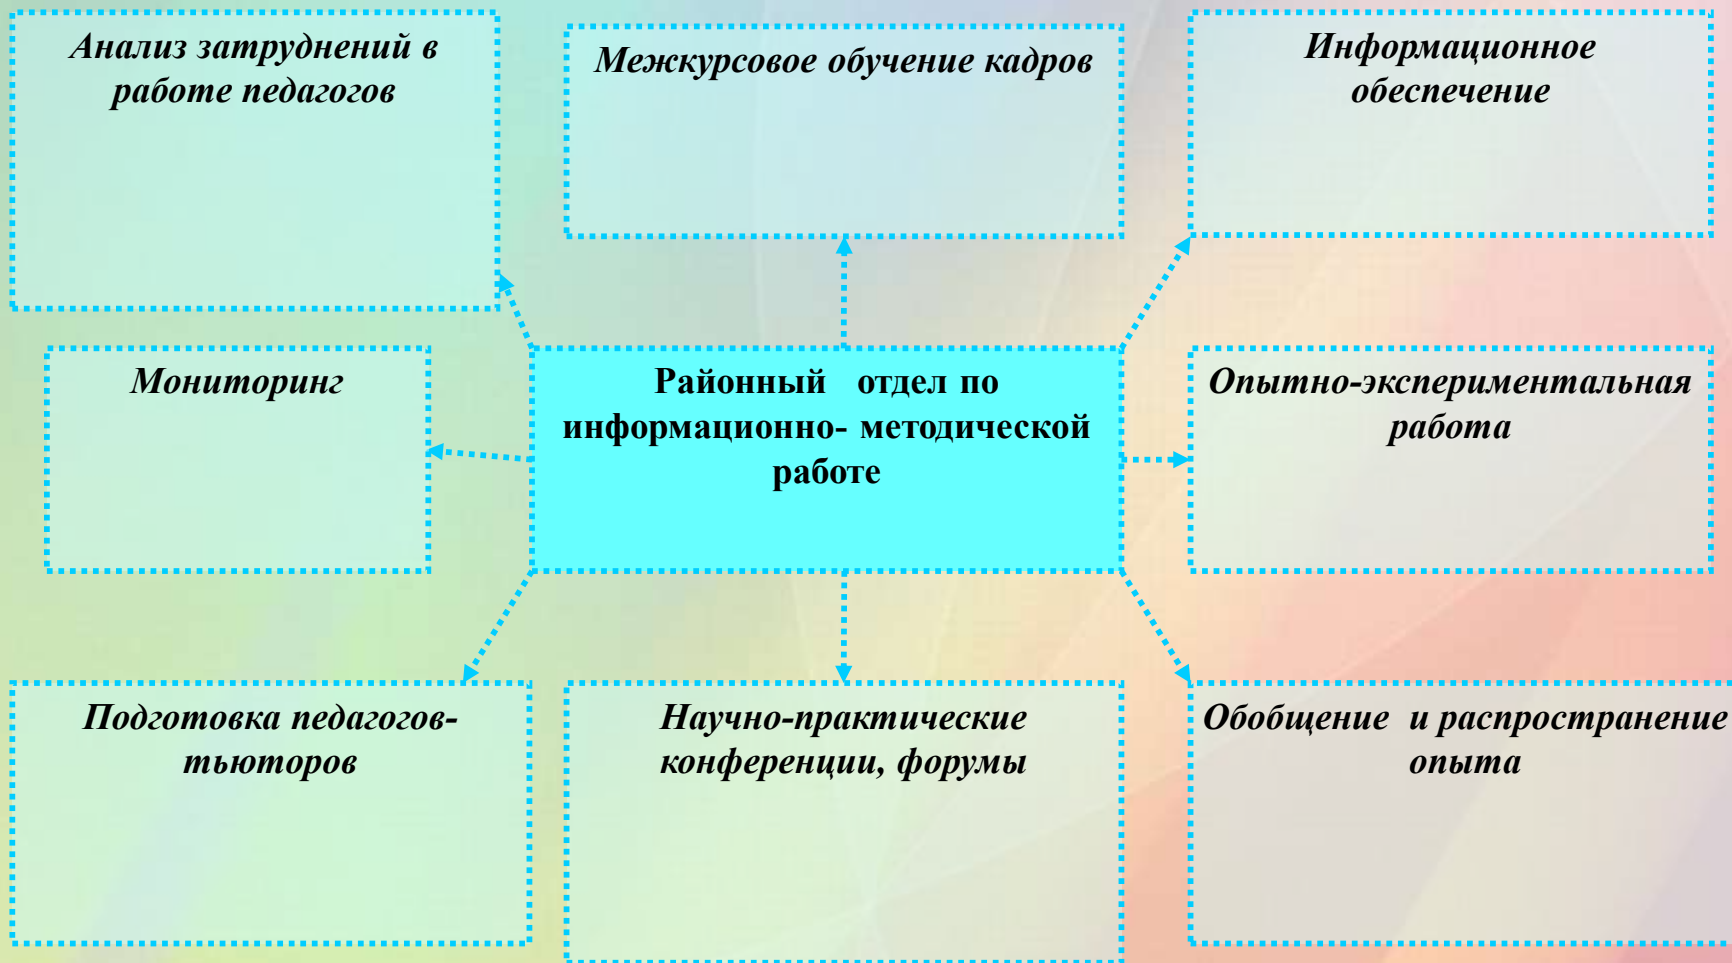 Анализ затруднений в
работе педагогов
Межкурсовое обучение кадров
Информационное
обеспечение
Мониторинг
Районный отдел по
информационно- методической
работе
Опытно-экспериментальная
работа
Подготовка педагогов-
тьюторов
Научно-практические
конференции, форумы
Обобщение и распространение
опыта